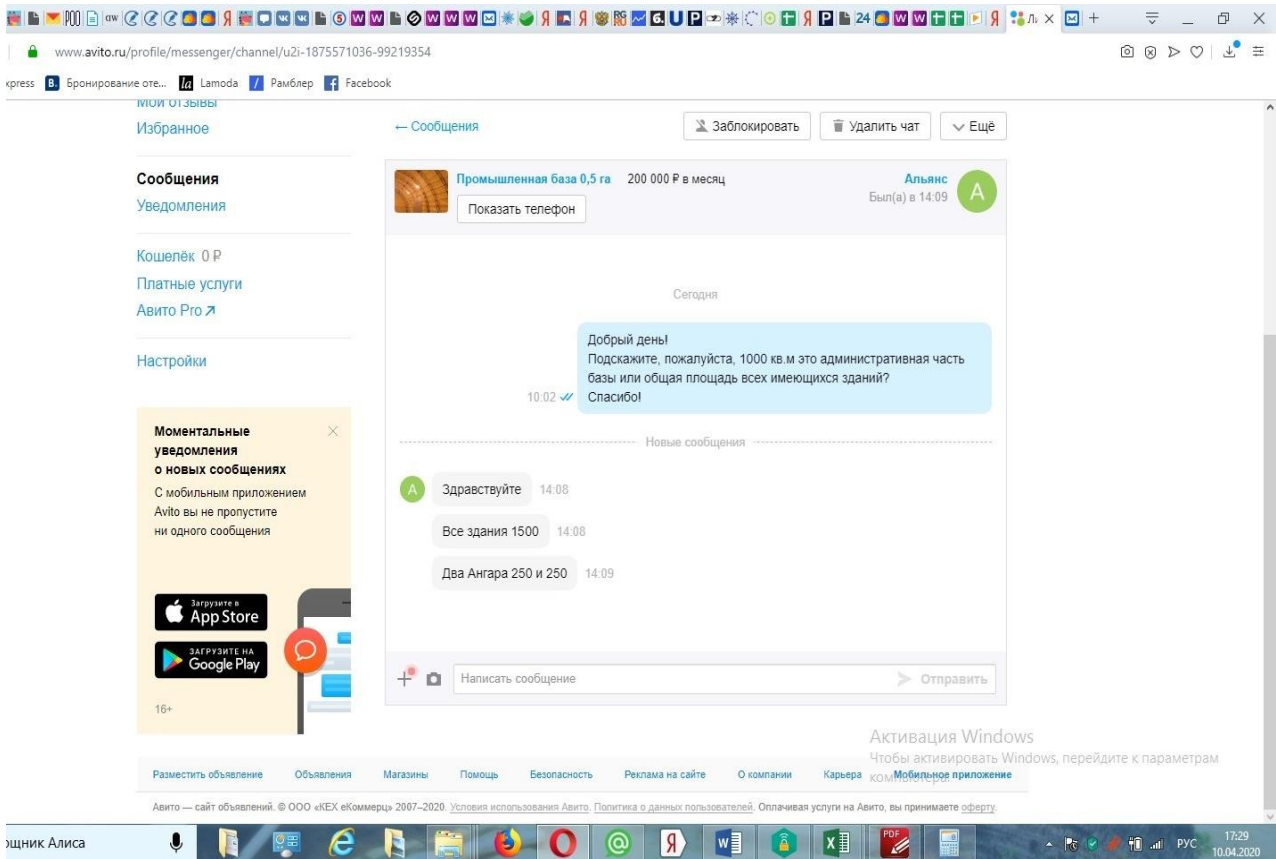 www.avito.ru/profile/messenger/channel/u2i-1875571036-99219354
xpress B. Бронирование оте... la Lamoda Рамблер Facebook
Мои отзывы
Избранное
← Сообщения
Заблокировать
Удалить чат
Ещё
Сообщения
Уведомления
Промышленная база 0,5 га 200 000 ₽ в месяц
Показать телефон
Альянс
Был(а) в 14:09
А
Кошелёк 0 ₽
Платные услуги
Авито Pro
Настройки
Сегодня
Добрый день!
Подскажите, пожалуйста, 1000 кв.м это административная часть
базы или общая площадь всех имеющихся зданий?
10:02 Спасибо!
Новые сообщения
А Здравствуйте 14:08
Все здания 1500 14:08
Два Ангара 250 и 250 14:09
Моментальные
уведомления
о новых сообщениях
С мобильным приложением
Avito вы не пропустите
ни одного сообщения
Загрузите в
App Store
ЗАГРУЗИТЕ НА
Google Play
16+
Написать сообщение
Отправить
Активация Windows
Чтобы активировать Windows, перейдите к параметрам
компьютера.
Разместить объявление Объявления Магазины Помощь Безопасность Реклама на сайте О компании Карьера Мобильное приложение
Авито — сайт объявлений. © ООО «КЕХ еКоммерц» 2007–2020. Условия использования Авито. Политика о данных пользователей. Оплачивая услуги на Авито, вы принимаете оферту.
ощник Алиса
РУС
17:29
10.04.2020